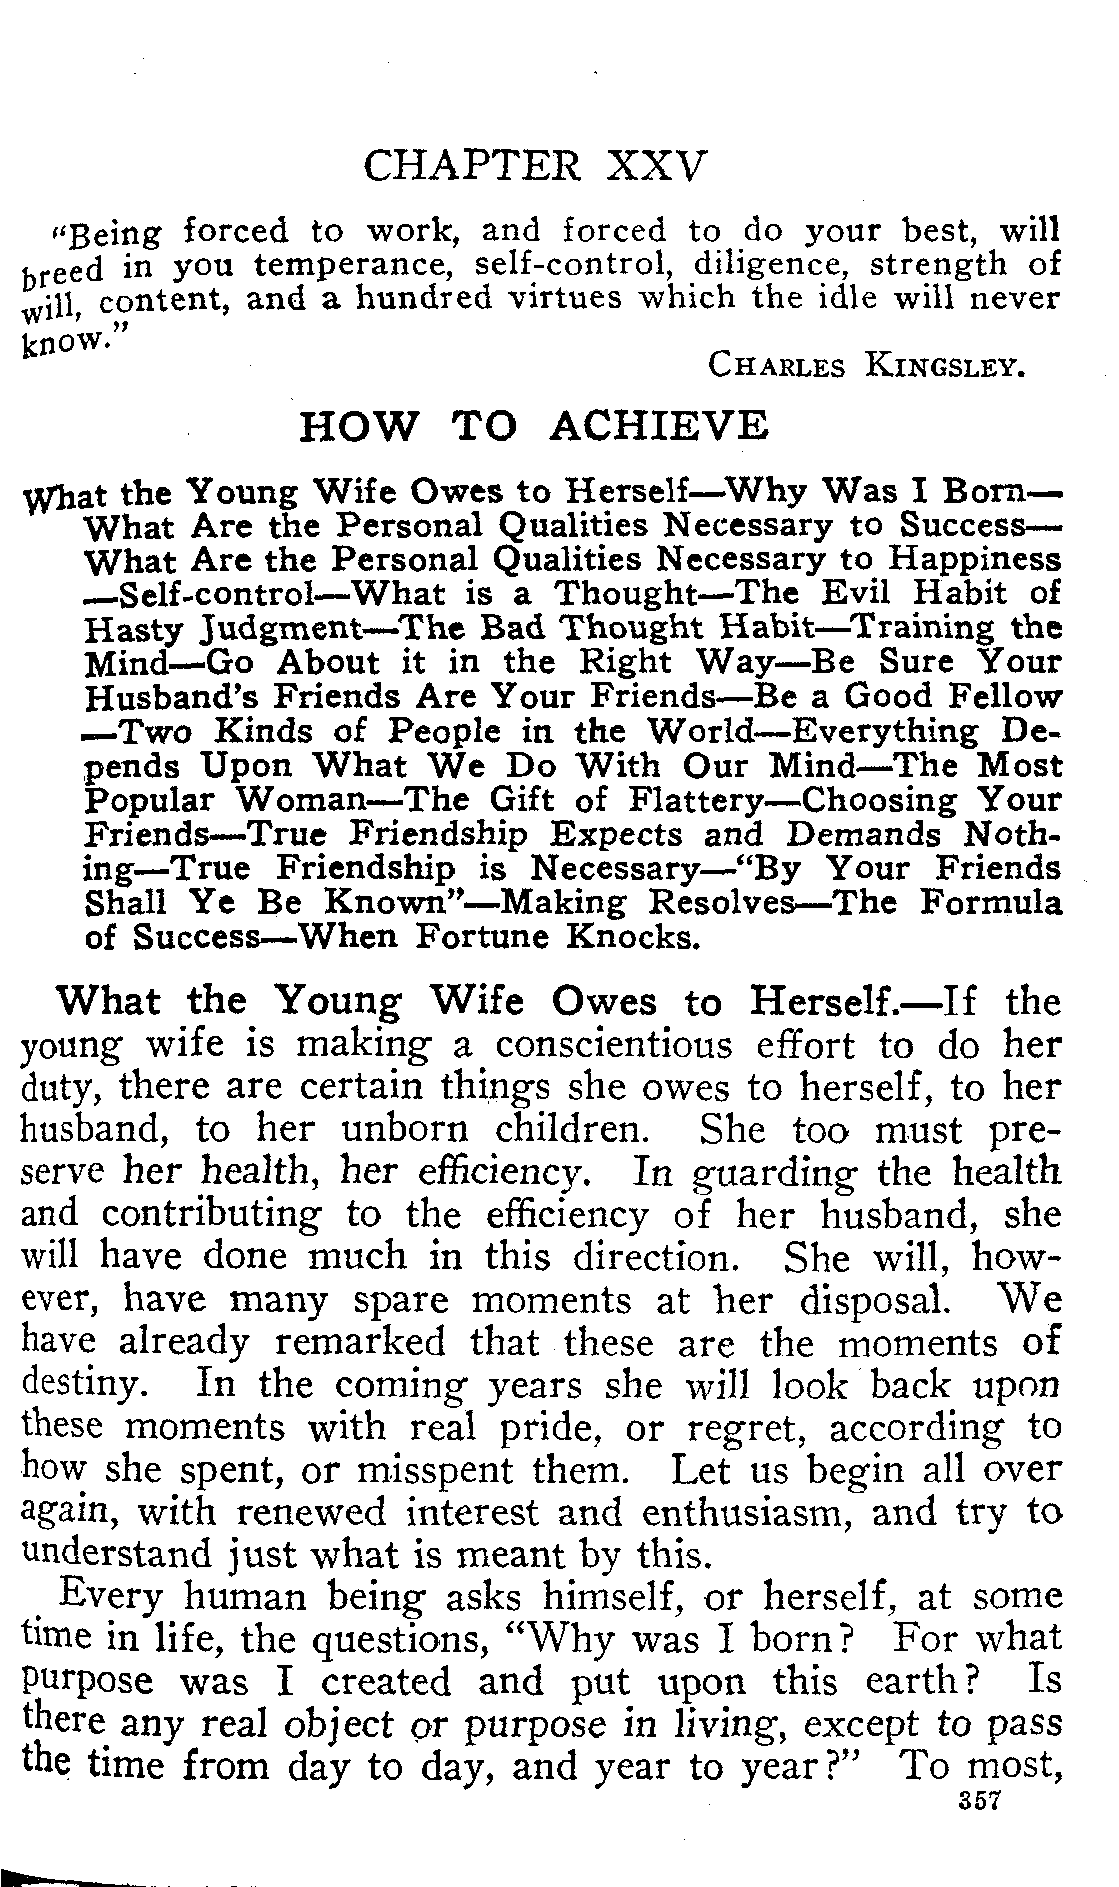 CHAPTER XXV
"Being forced to work, and forced to do your best, will
breed in you temperance, self-control, diligence, strength of
will, content, and a hundred virtues which the idle will never
know."
CHARLES KINGSLEY.
HOW TO ACHIEVE
What the Young Wife Owes to Herself—Why Was I Born—
What Are the Personal Qualities Necessary to Success—
What Are the Personal Qualities Necessary to Happiness
—Self-control—What is a Thought—The Evil Habit of
Hasty Judgment—The Bad Thought Habit—Training the
Mind—Go About it in the Right Way—Be Sure Your
Husband's Friends Are Your Friends—Be a Good Fellow
—Two Kinds of People in the World—Everything De-
pends Upon What We Do With Our Mind—The Most
Popular Woman—The Gift of Flattery—Choosing Your
Friends—True Friendship Expects and Demands Noth-
ing—True Friendship is Necessary—"By Your Friends
Shall Ye Be Known"—Making Resolves—The Formula
of Success—When Fortune Knocks.
What the Young Wife Owes to Herself.—If the
young wife is making a conscientious effort to do her
duty, there are certain things she owes to herself, to her
husband, to her unborn children. She too must pre-
serve her health, her efficiency. In guarding the health
and contributing to the efficiency of her husband, she
will have done much in this direction. She will, how-
ever, have many spare moments at her disposal. We
have already remarked that these are the moments of
destiny. In the coming years she will look back upon
these moments with real pride, or regret, according to
how she spent, or misspent them. Let us begin all over
again, with renewed interest and enthusiasm, and try to
understand just what is meant by this.
Every human being asks himself, or herself, at some
time in life, the questions, "Why was I born? For what
purpose was I created and put upon this earth? Is
there any real object or purpose in living, except to pass
the time from day to day, and year to year?" To most,
357